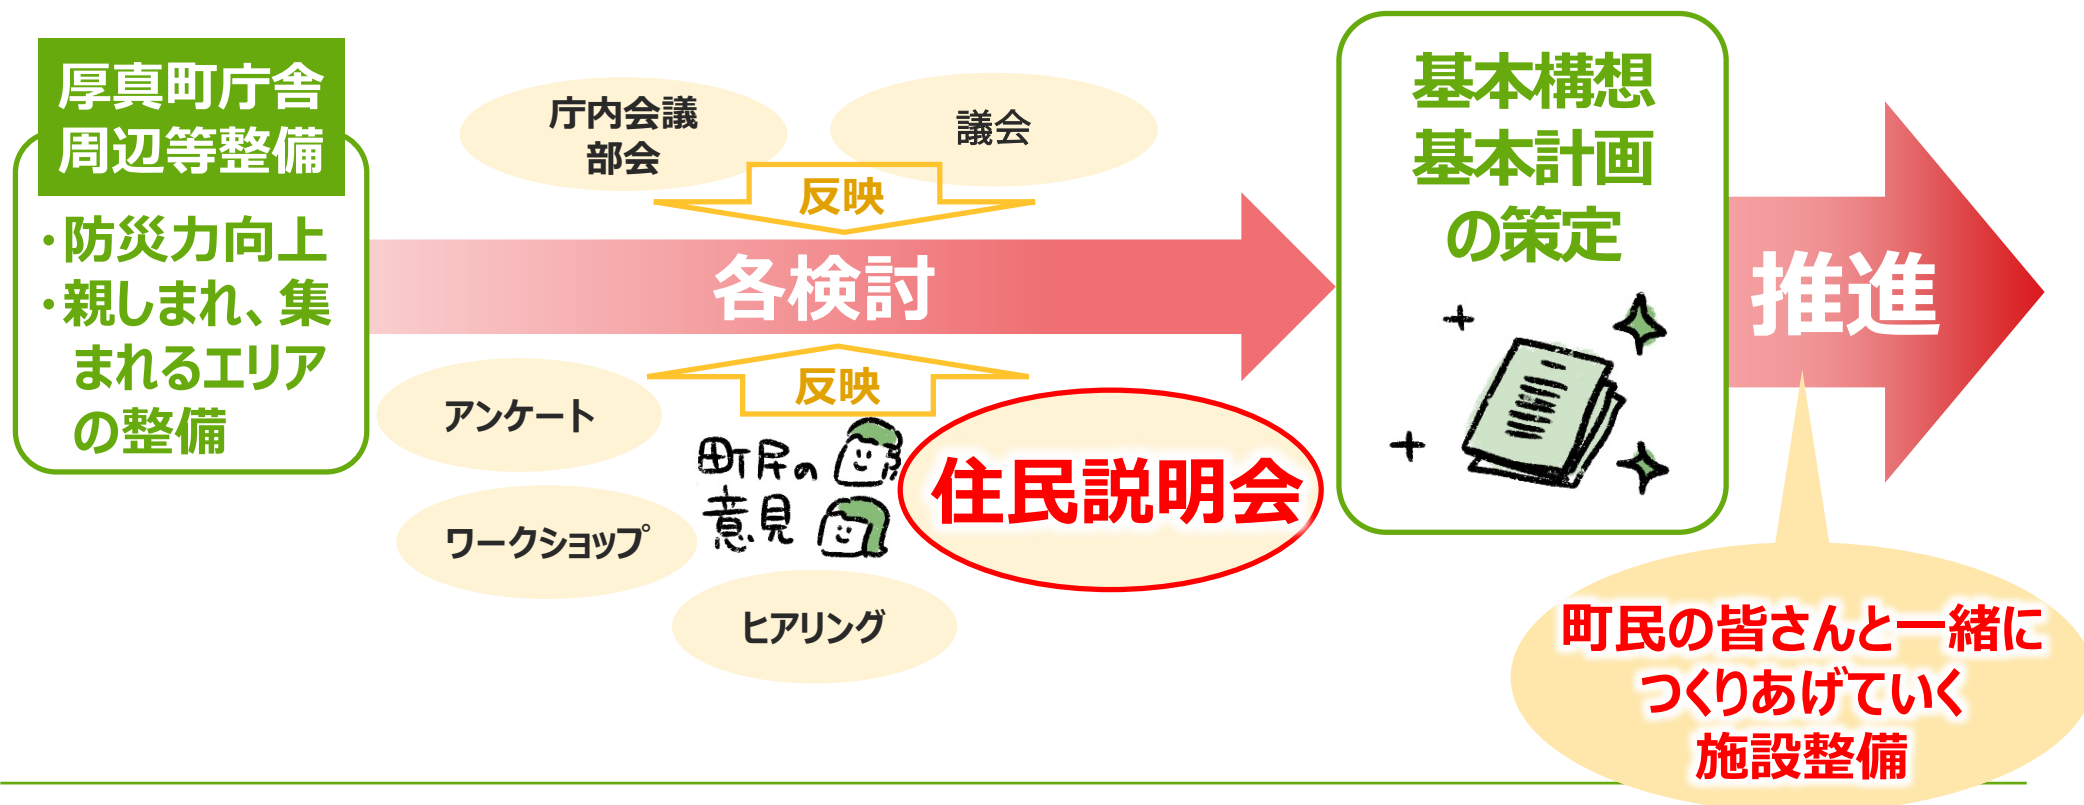 厚真町庁舎
周辺等整備
・防災力向上
・親しまれ、集
まれるエリア
の整備
庁内会議
部会
議会
反映
各検討
反映
アンケート
ワークショップ
ヒアリング
町民の
意見
住民説明会
基本構想
基本計画
の策定
推進
町民の皆さんと一緒に
つくりあげていく
施設整備